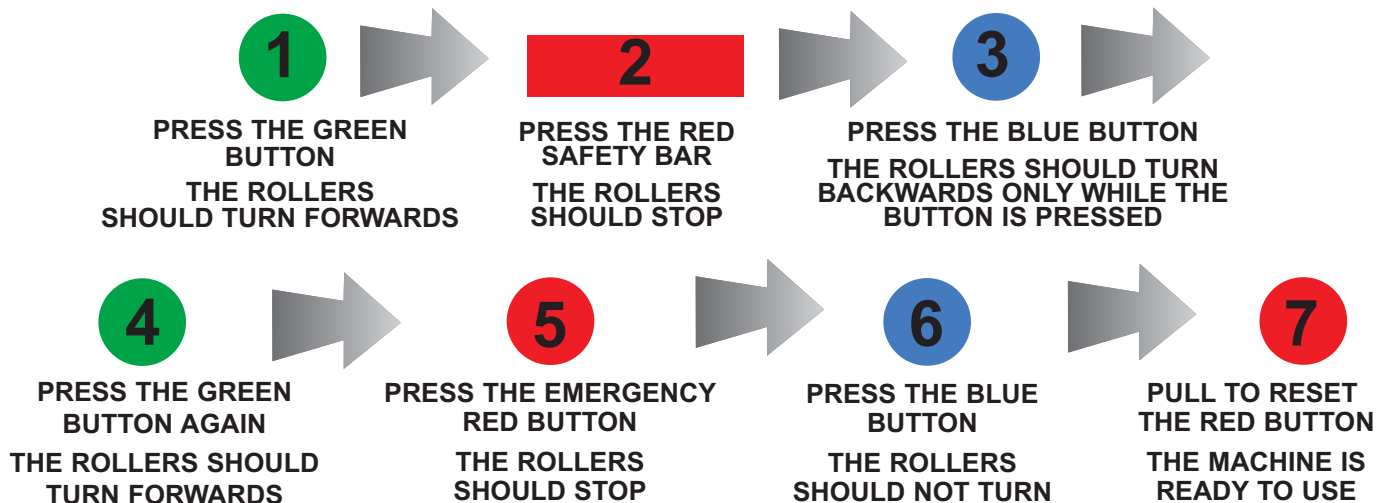 1
2
3
PRESS THE GREEN
BUTTON
THE ROLLERS
SHOULD TURN FORWARDS
PRESS THE RED
SAFETY BAR
THE ROLLERS
SHOULD STOP
PRESS THE BLUE BUTTON
THE ROLLERS SHOULD TURN
BACKWARDS ONLY WHILE THE
BUTTON IS PRESSED
4
5
6
7
PRESS THE GREEN
BUTTON AGAIN
THE ROLLERS SHOULD
TURN FORWARDS
PRESS THE EMERGENCY
RED BUTTON
THE ROLLERS
SHOULD STOP
PRESS THE BLUE
BUTTON
THE ROLLERS
SHOULD NOT TURN
PULL TO RESET
THE RED BUTTON
THE MACHINE IS
READY TO USE